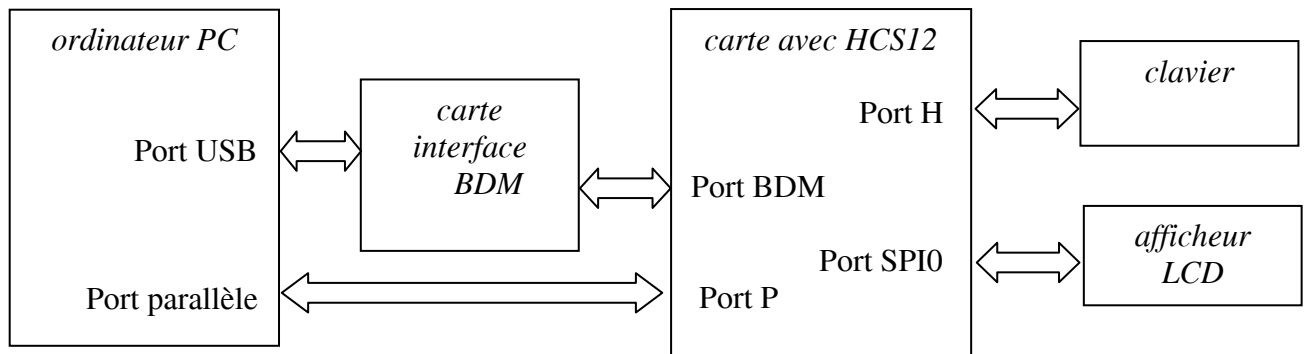 ordinateur PC
Port USB
Port parallèle
carte
interface
BDM
carte avec HCS12
Port H
Port BDM
Port SPI0
Port P
clavier
afficheur
LCD